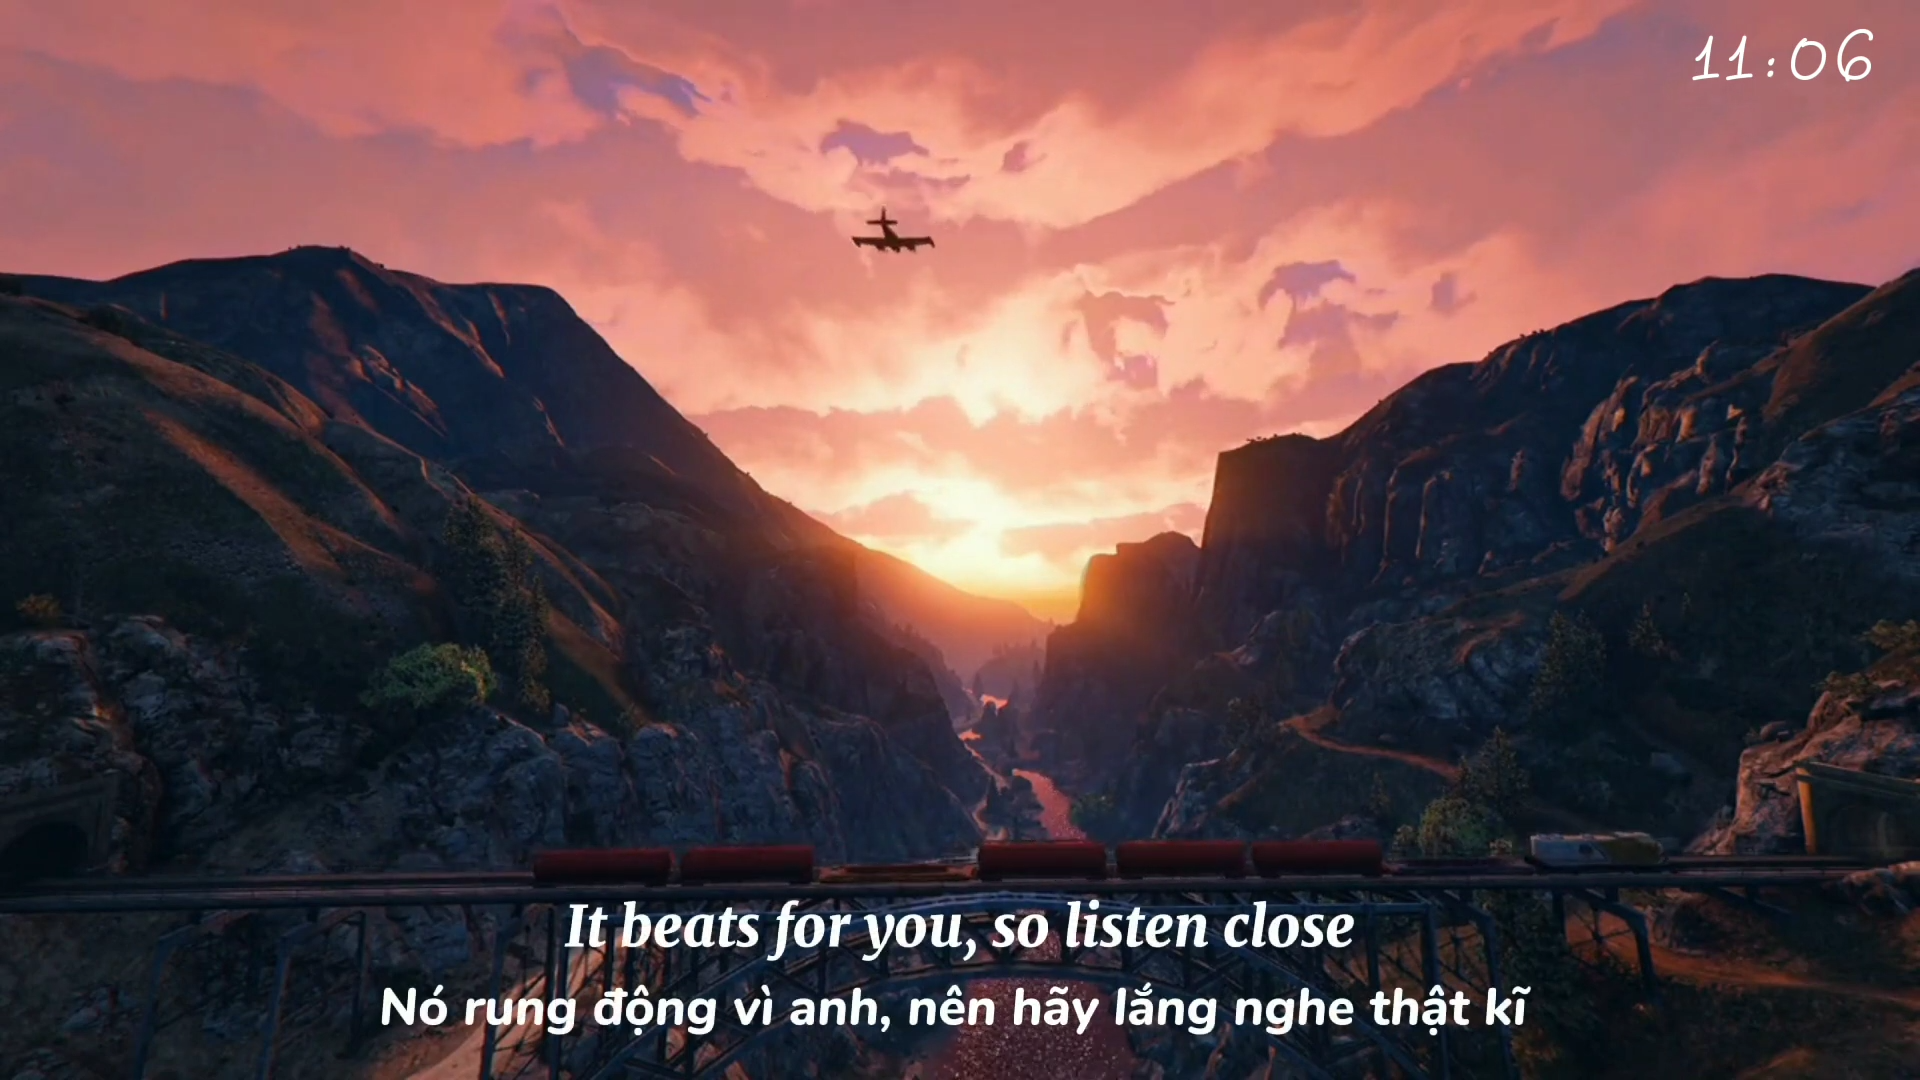 11:06
It beats for you, so listen close
Nó rung động vì anh, nên hãy lắng nghe thật kĩ